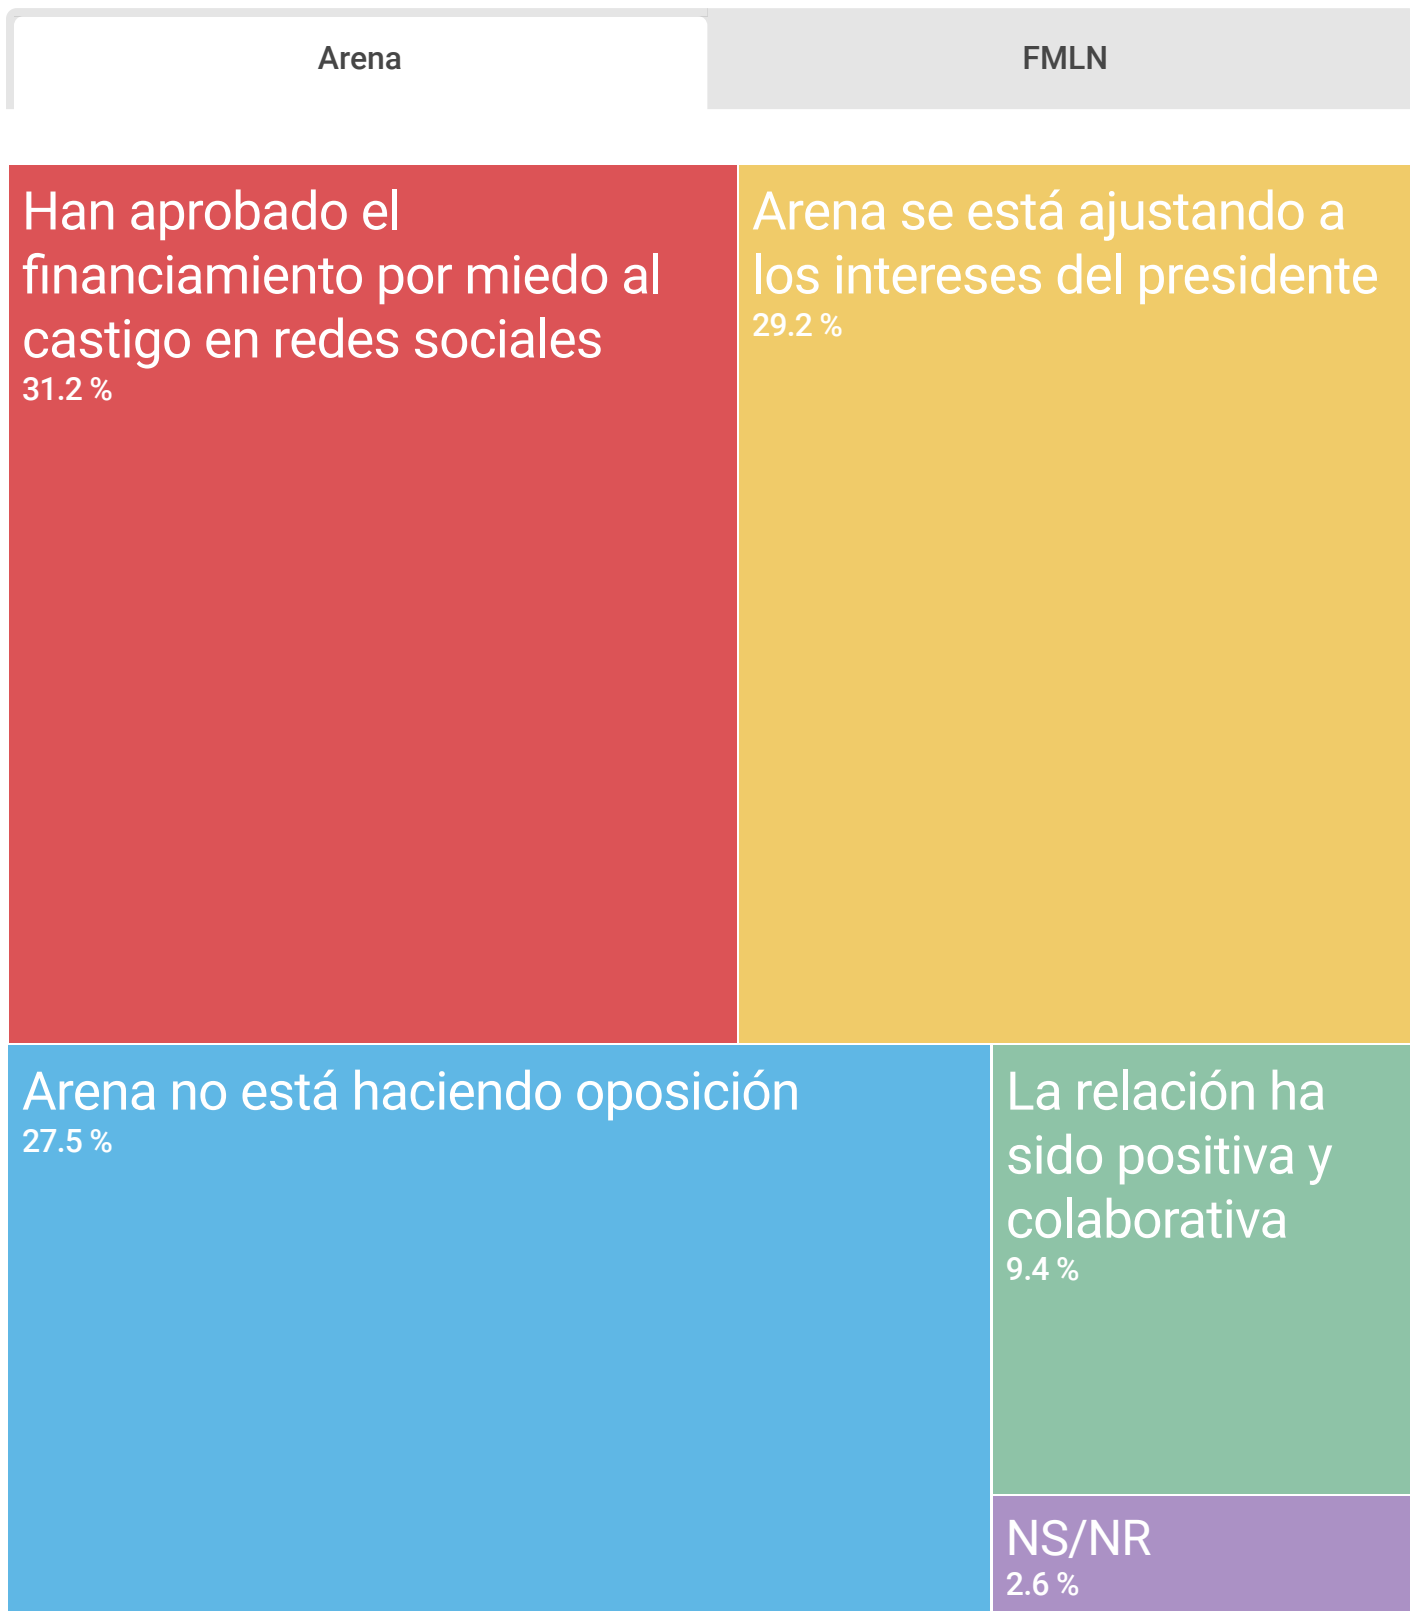 Arena
FMLN
Han aprobado el
financiamiento por miedo al
castigo en redes sociales
31.2 %
Arena se está ajustando a
los intereses del presidente
29.2 %
Arena no está haciendo oposición
27.5 %
La relación ha
sido positiva y
colaborativa
9.4 %
NS/NR
2.6 %